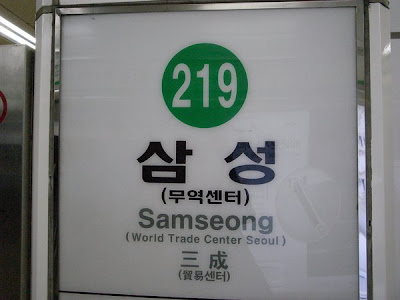 219
삼성
(무역센터)
Samseong
(World Trade Center Seoul)
三成
(貿易센터)